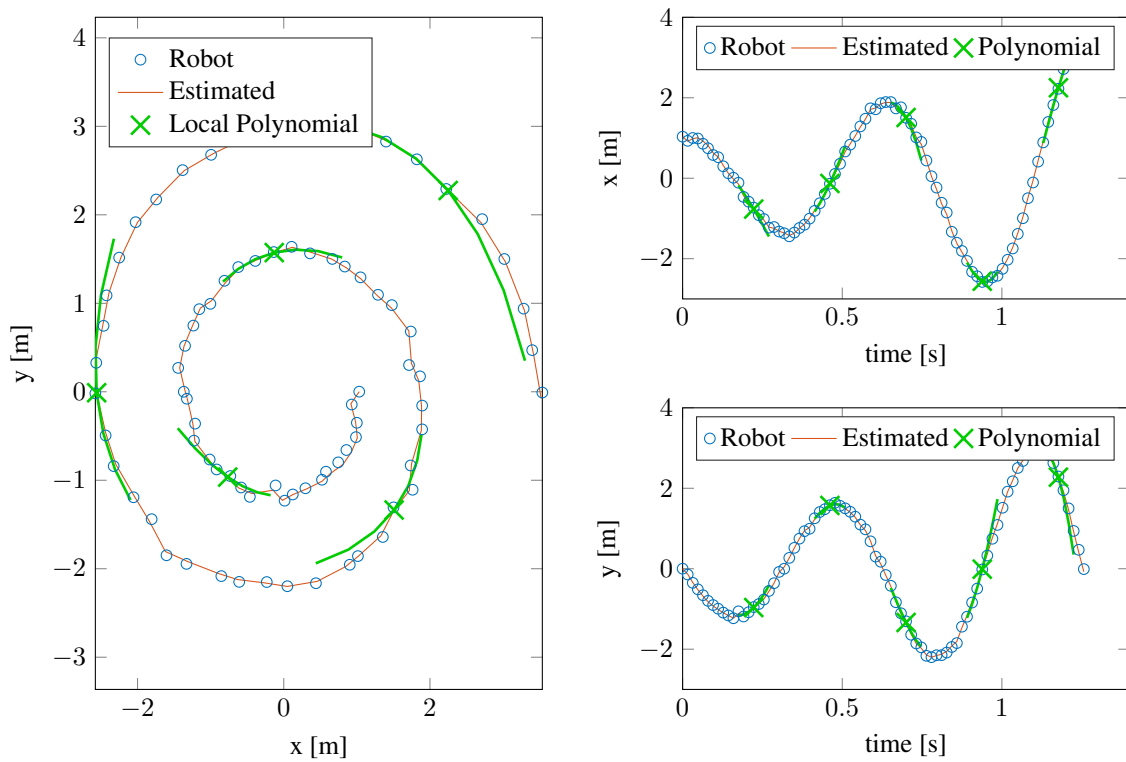 4
3
2
1
0
−1
−2
−3
−2
0
2
y [m]
x [m]
Robot
Estimated
Local Polynomial
4
2
0
−2
0
0.5
1
x [m]
time [s]
Robot Estimated Polynomial
4
2
0
−2
0
0.5
1
y [m]
time [s]
Robot Estimated Polynomial